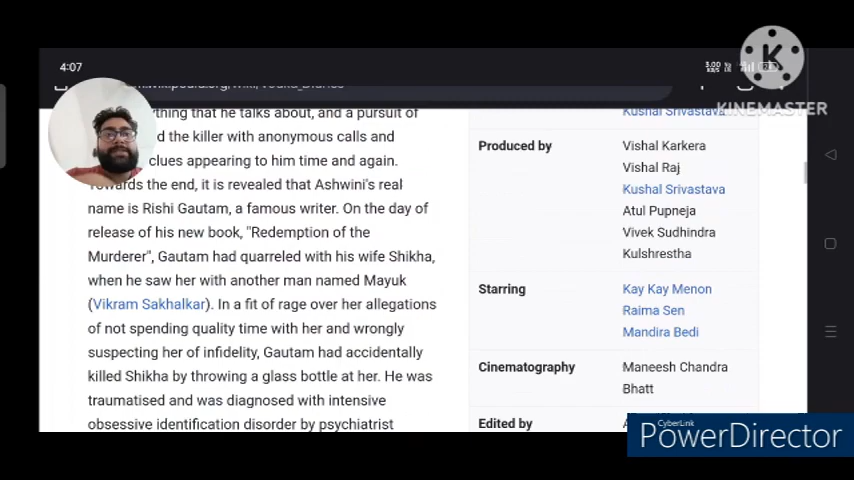 4:07
3.00
KB/S
KINEMASTER
ything that he talks about, and a pursuit of
d the killer with anonymous calls and
clues appearing to him time and again.
Towards the end, it is revealed that Ashwini's real
name is Rishi Gautam, a famous writer. On the day of
release of his new book, "Redemption of the
Murderer", Gautam had quarreled with his wife Shikha,
when he saw her with another man named Mayuk
(Vikram Sakhalkar). In a fit of rage over her allegations
of not spending quality time with her and wrongly
suspecting her of infidelity, Gautam had accidentally
killed Shikha by throwing a glass bottle at her. He was
traumatised and was diagnosed with intensive
obsessive identification disorder by psychiatrist
Kushal Srivastava
Produced by
Vishal Karkera
Vishal Raj
Kushal Srivastava
Atul Pupneja
Vivek Sudhindra
Kulshrestha
Starring
Kay Kay Menon
Raima Sen
Mandira Bedi
Cinematography
Maneesh Chandra
Bhatt
Edited by
CyberLink
PowerDirector